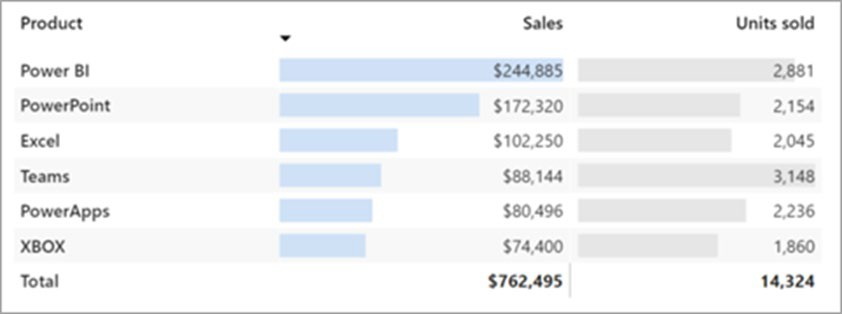 Product Sales Units sold
Power BI $244,885 2,881
PowerPoint $172,320 2,154
Excel $102,250 2,045
Teams $88,144 3,148
PowerApps $80,496 2,236
XBOX $74,400 1,860
Total $762,495 14,324